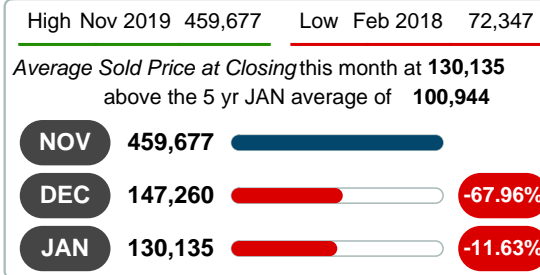 High Nov 2019 459,677 Low Feb 2018 72,347
Average Sold Price at Closing this month at 130,135
above the 5 yr JAN average of 100,944
NOV 459,677
DEC 147,260 -67.96%
JAN 130,135 -11.63%